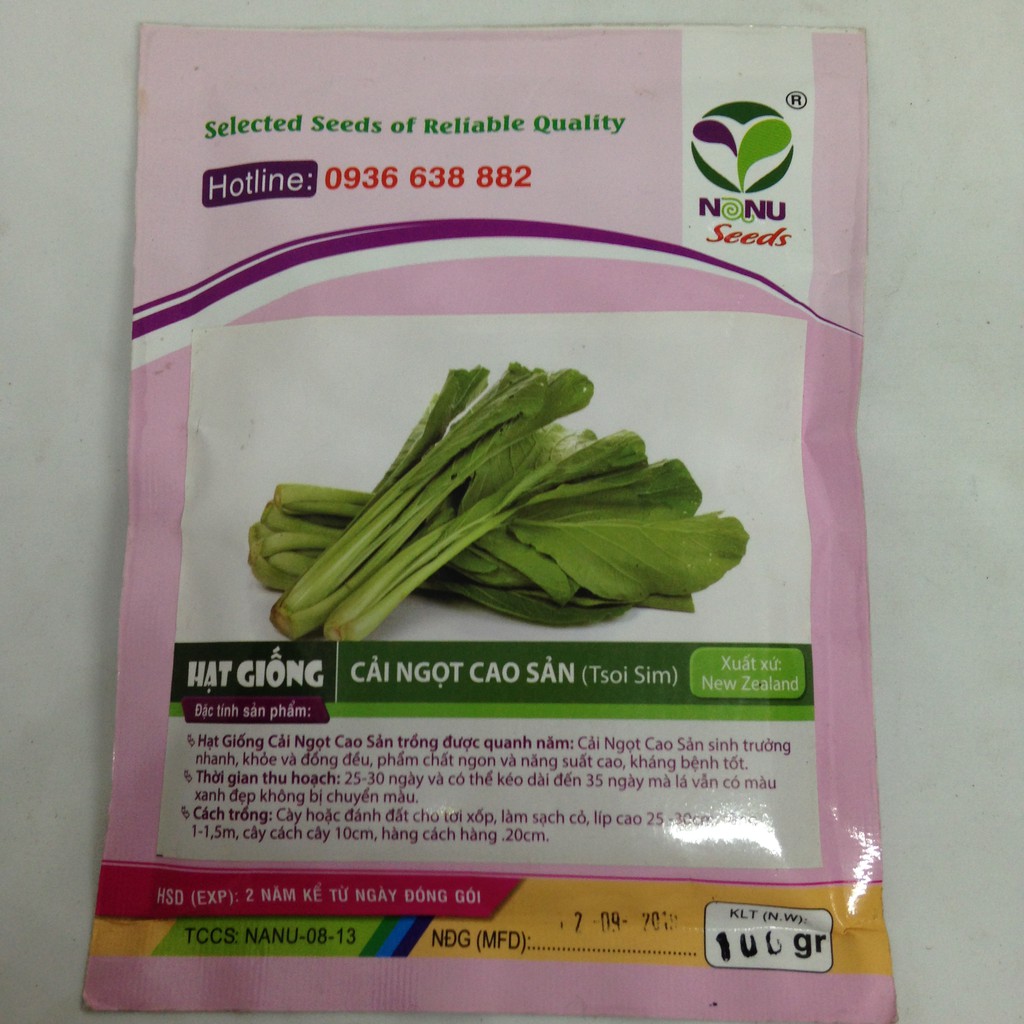 Selected Seeds of Reliable Quality
Hotline: 0936 638 882
®
NANU
Seeds
HẠT GIỐNG CẢI NGỌT CAO SẢN (Tsoi Sim)
Xuất xứ:
New Zealand
Đặc tính sản phẩm:
Hạt Giống Cải Ngọt Cao Sản trồng được quanh năm: Cải Ngọt Cao Sản sinh trưởng
nhanh, khỏe và đồng đều, phẩm chất ngon và năng suất cao, kháng bệnh tốt.
Thời gian thu hoạch: 25-30 ngày và có thể kéo dài đến 35 ngày mà lá vẫn có màu
xanh đẹp không bị chuyển màu.
Cách trồng: Cày hoặc đánh đất cho tơi xốp, làm sạch cỏ, líp cao 25 -30cm
1-1,5m, cây cách cây 10cm, hàng cách hàng .20cm.
HSD (EXP): 2 NĂM KỂ TỪ NGÀY ĐÓNG GÓI
TCCS: NANU-08-13
NĐG (MFD):
KLT (N.W):
100 gr